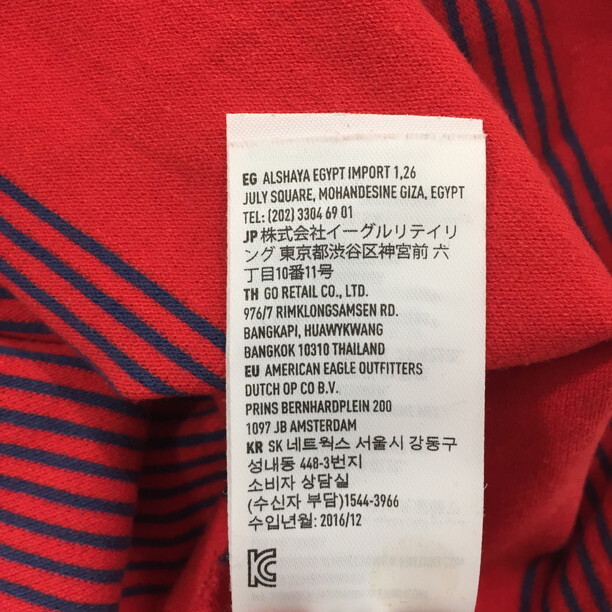 EG ALSHAYA EGYPT IMPORT 1,26
JULY SQUARE, MOHANDESINE GIZA, EGYPT
TEL: (202) 3304 69 01
JP 株式会社イーグルリテイリ
ング 東京都渋谷区神宮前 六
丁目10番11号
TH GO RETAIL CO., LTD.
976/7 RIMKLONGSAMSEN RD.
BANGKAPI, HUAWYKWANG
BANGKOK 10310 THAILAND
EU AMERICAN EAGLE OUTFITTERS
DUTCH OP CO B.V.
PRINS BERNHARDPLEIN 200
1097 JB AMSTERDAM
KR SK 네트웍스 서울시 강동구
성내동 448-3번지
소비자 상담실
(수신자 부담)1544-3966
수입년월: 2016/12